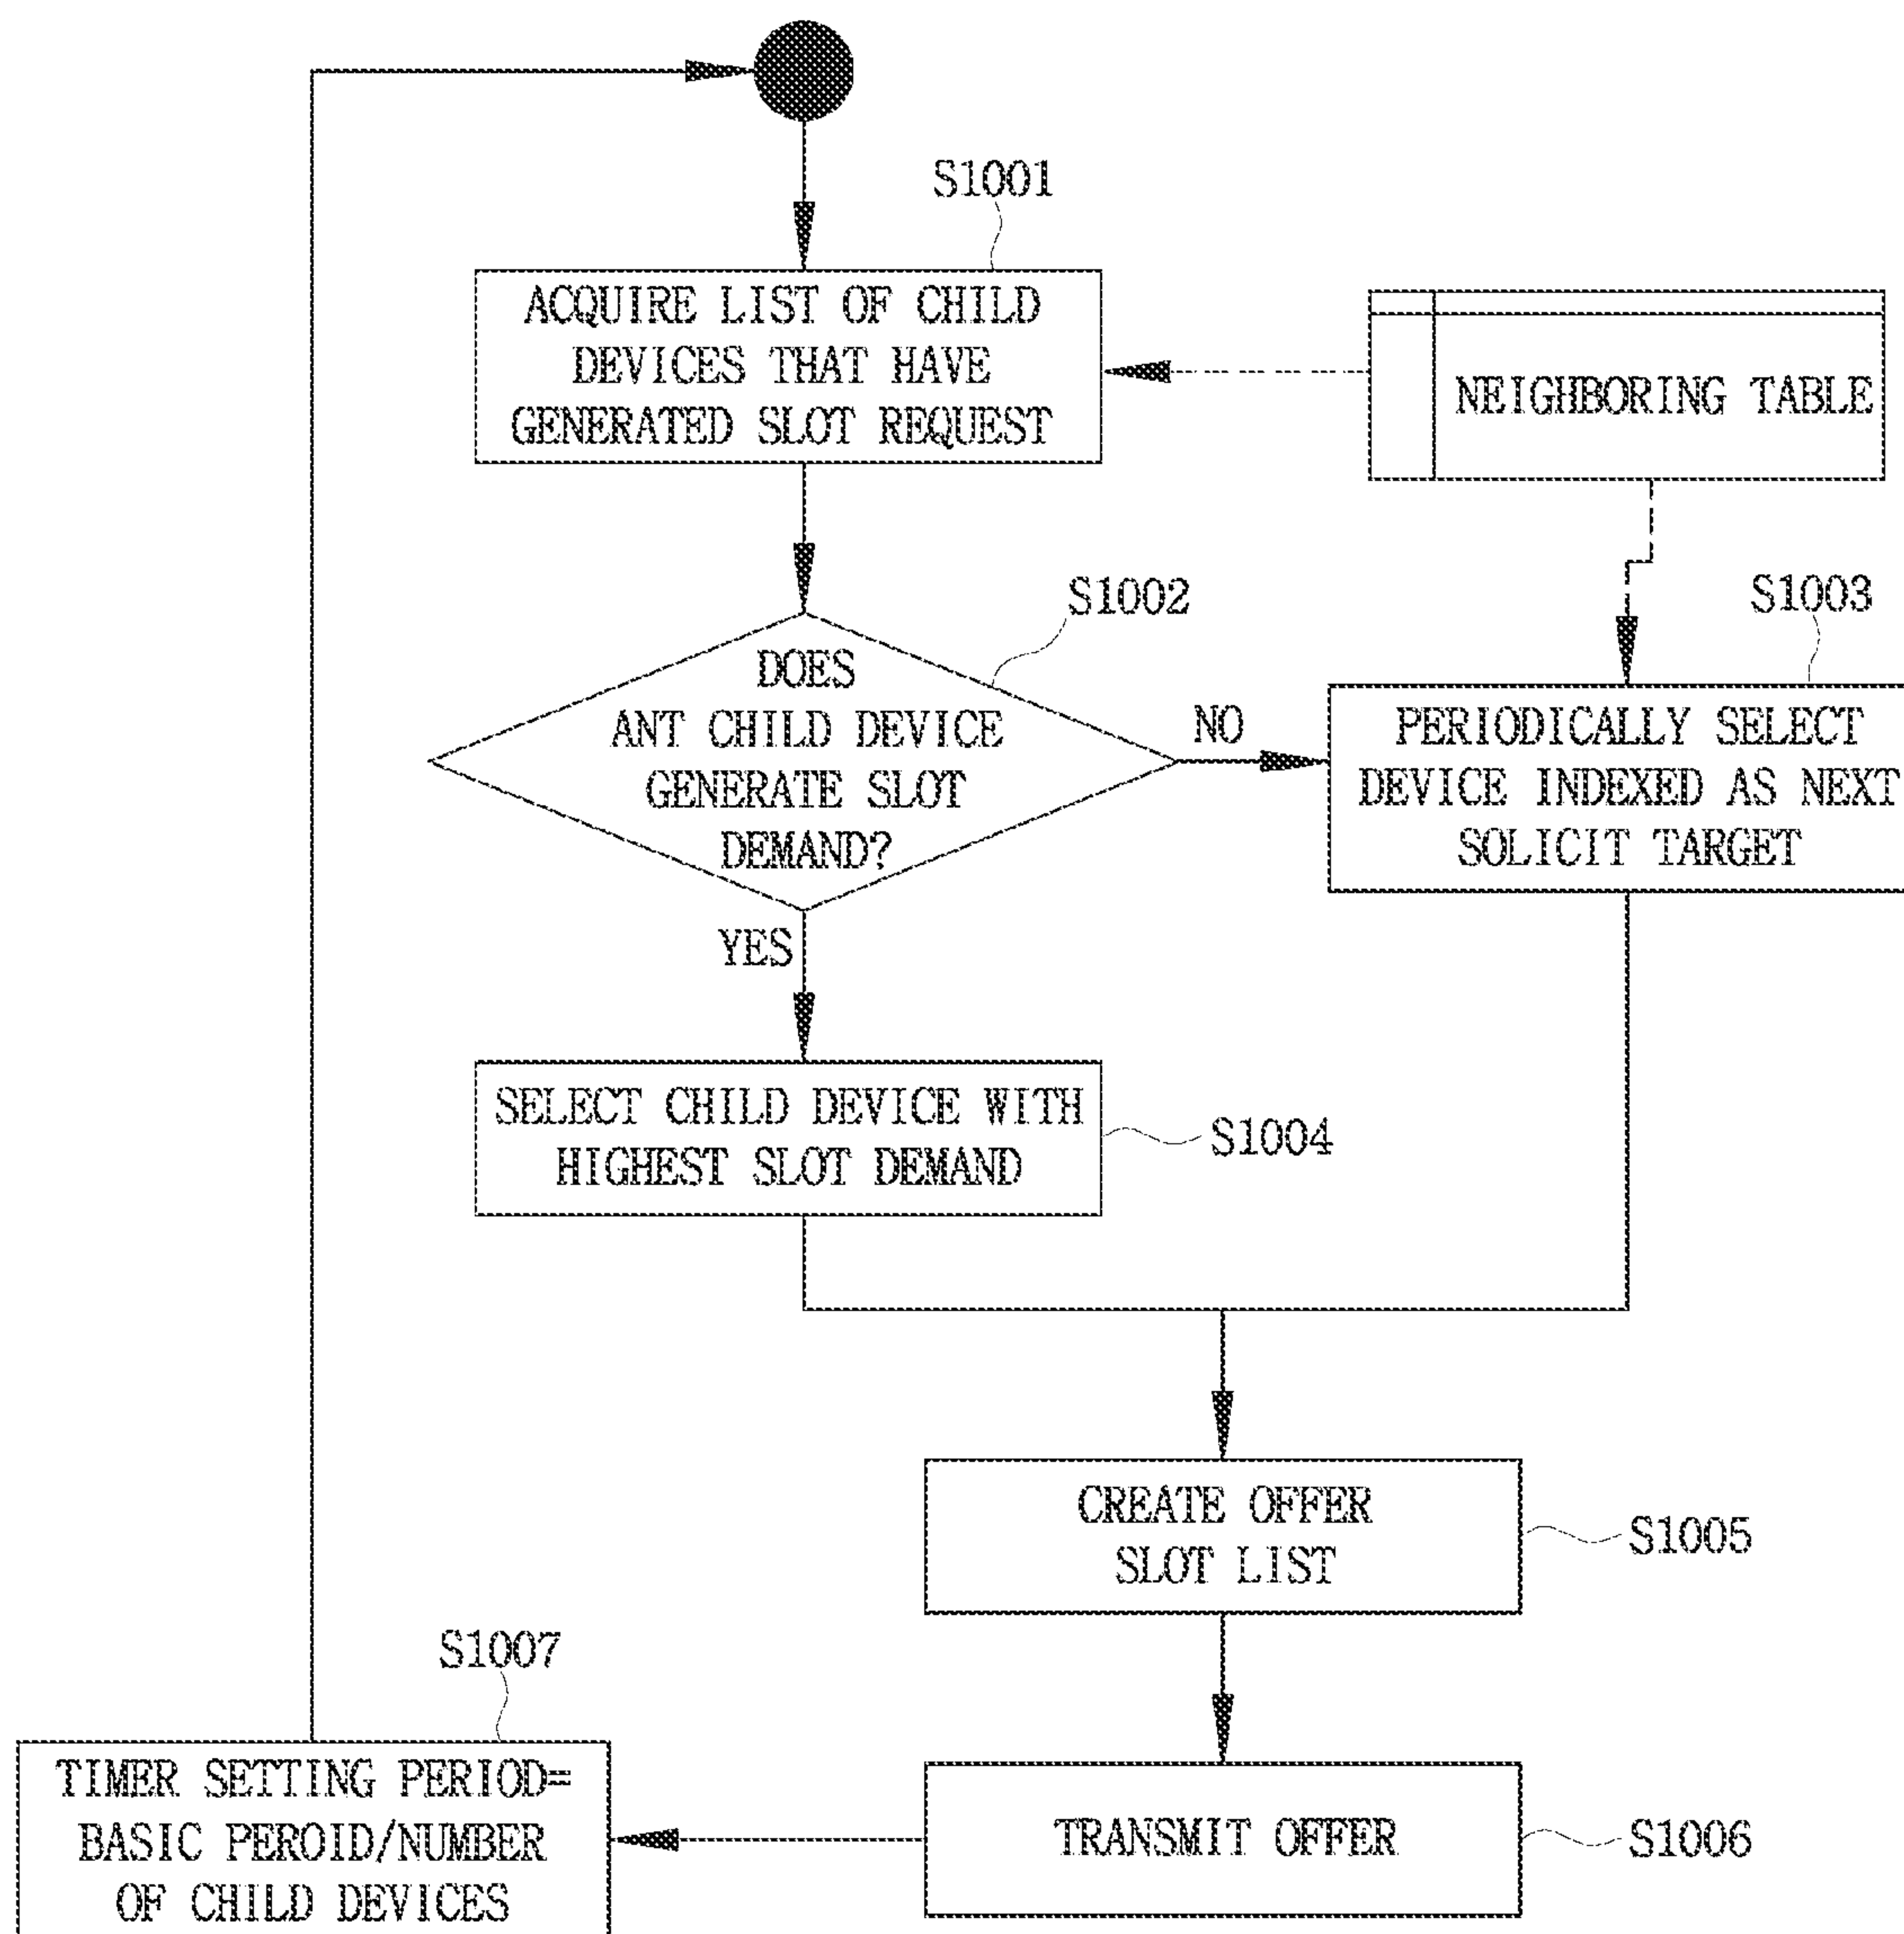 S1001
ACQUIRE LIST OF CHILD
DEVICES THAT HAVE
GENERATED SLOT REQUEST
NEIGHBORING TABLE
S1002
DOES
ANT CHILD DEVICE
GENERATE SLOT
DEMAND?
NO
YES
S1003
PERIODICALLY SELECT
DEVICE INDEXED AS NEXT
SOLICIT TARGET
SELECT CHILD DEVICE WITH
HIGHEST SLOT DEMAND
S1004
CREATE OFFER
SLOT LIST
S1005
TRANSMIT OFFER
S1006
S1007
TIMER SETTING PERIOD=
BASIC PEROID/NUMBER
OF CHILD DEVICES